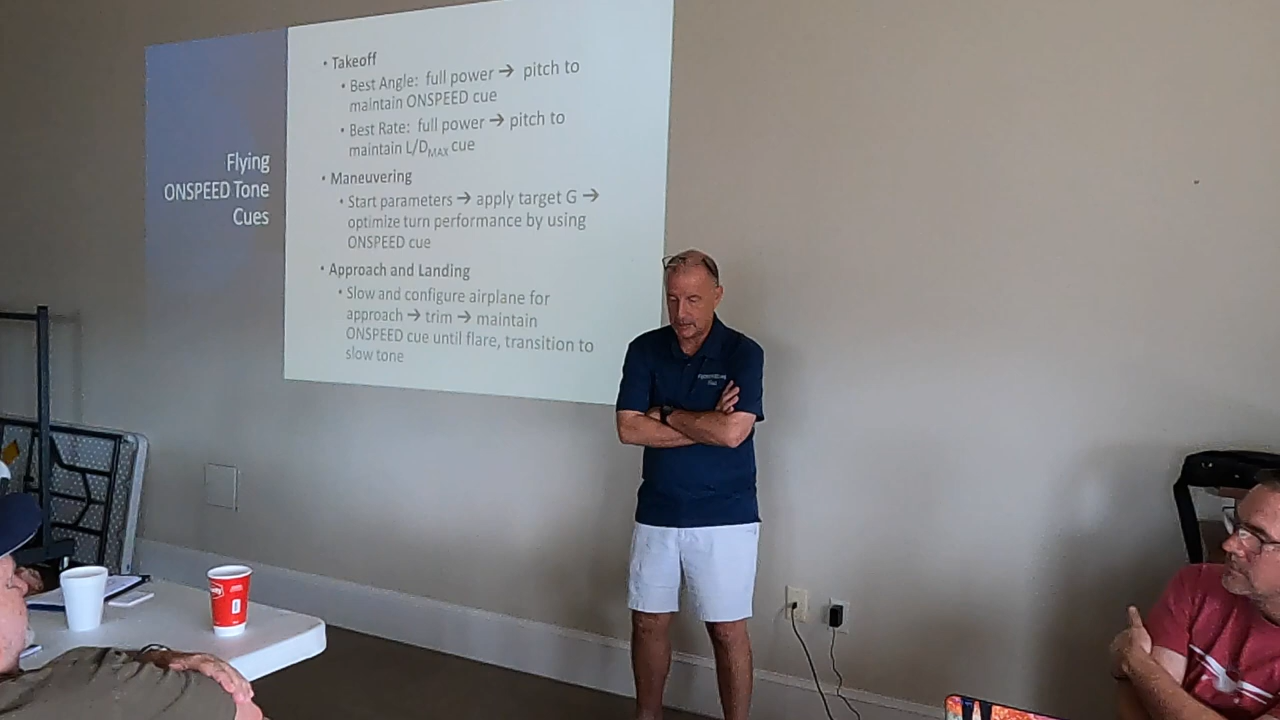 Flying
ONSPEED Tone
Cues
• Takeoff
• Best Angle: full power → pitch to
maintain ONSPEED cue
• Best Rate: full power → pitch to
maintain L/DMAX cue
• Maneuvering
• Start parameters → apply target G →
optimize turn performance by using
ONSPEED cue
• Approach and Landing
• Slow and configure airplane for
approach → trim → maintain
ONSPEED cue until flare, transition to
slow tone